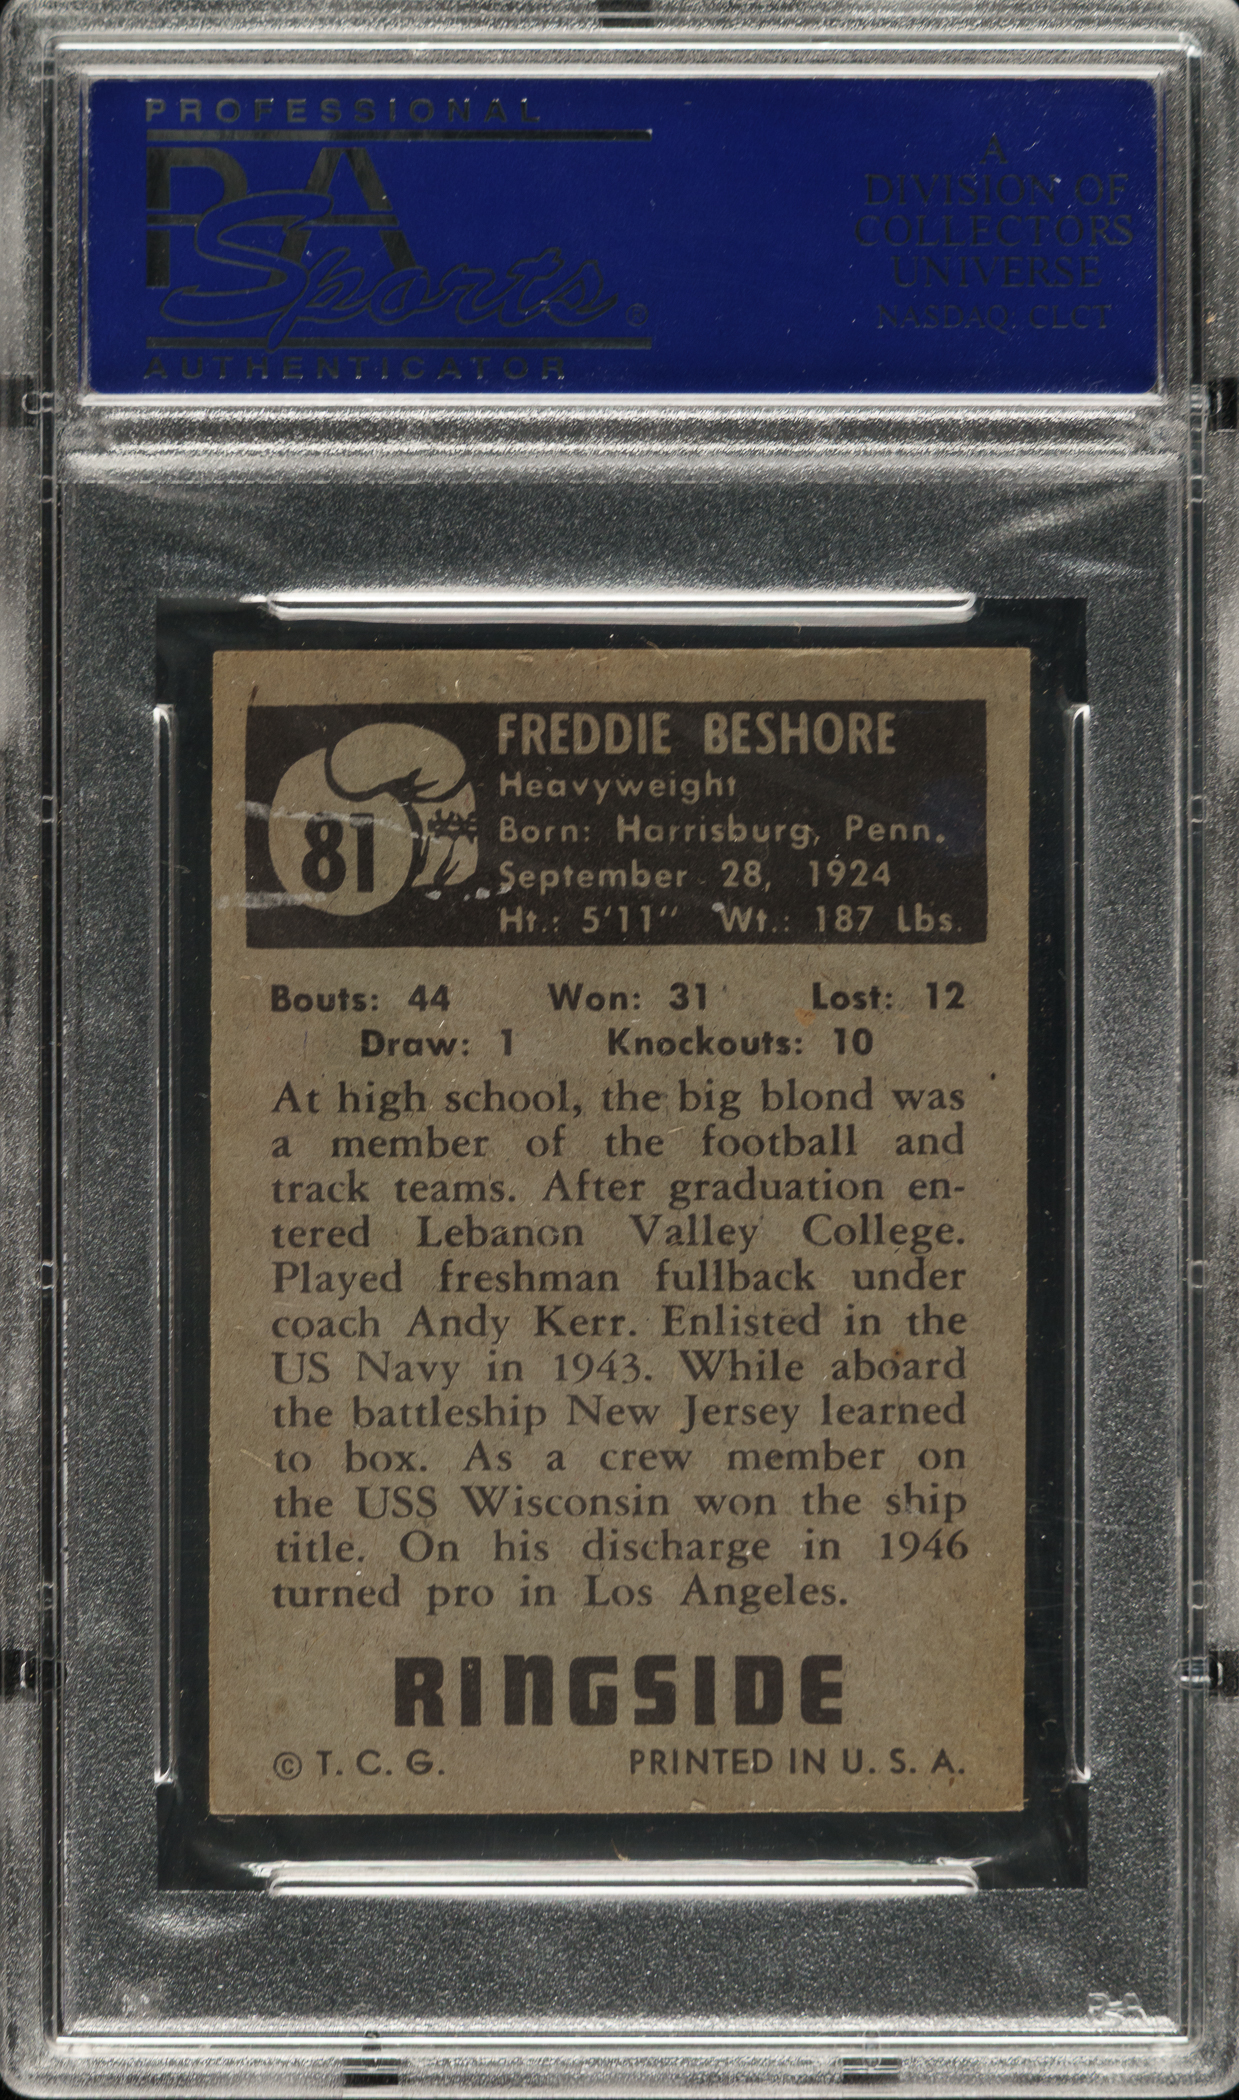 PROFESSIONAL
PSA
Sports®
AUTHENTICATOR
A
DIVISION OF
COLLECTORS
UNIVERSE
NASDAQ: CLCT
81
FREDDIE BESHORE
Heavyweight
Born: Harrisburg, Penn.
September 28, 1924
Ht.: 5'11" Wt.: 187 Lbs.
Bouts: 44 Won: 31 Lost: 12
Draw: 1 Knockouts: 10
At high school, the big blond was
a member of the football and
track teams. After graduation en-
tered Lebanon Valley College.
Played freshman fullback under
coach Andy Kerr. Enlisted in the
US Navy in 1943. While aboard
the battleship New Jersey learned
to box. As a crew member on
the USS Wisconsin won the ship
title. On his discharge in 1946
turned pro in Los Angeles.
RINGSIDE
© T. C. G. PRINTED IN U. S. A.
PSA